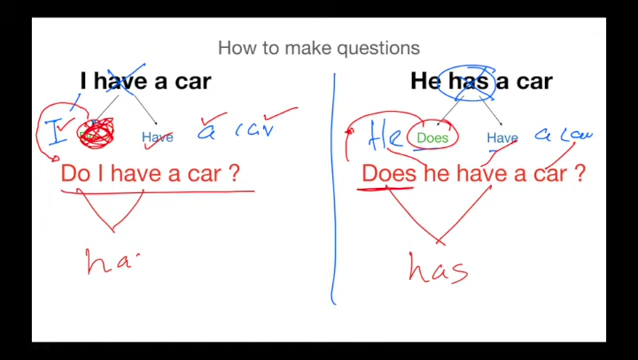 How to make questions
I have a car
He has a car
I Have a car
He Does Have a car
Do I have a car ?
Does he have a car ?
ha
has